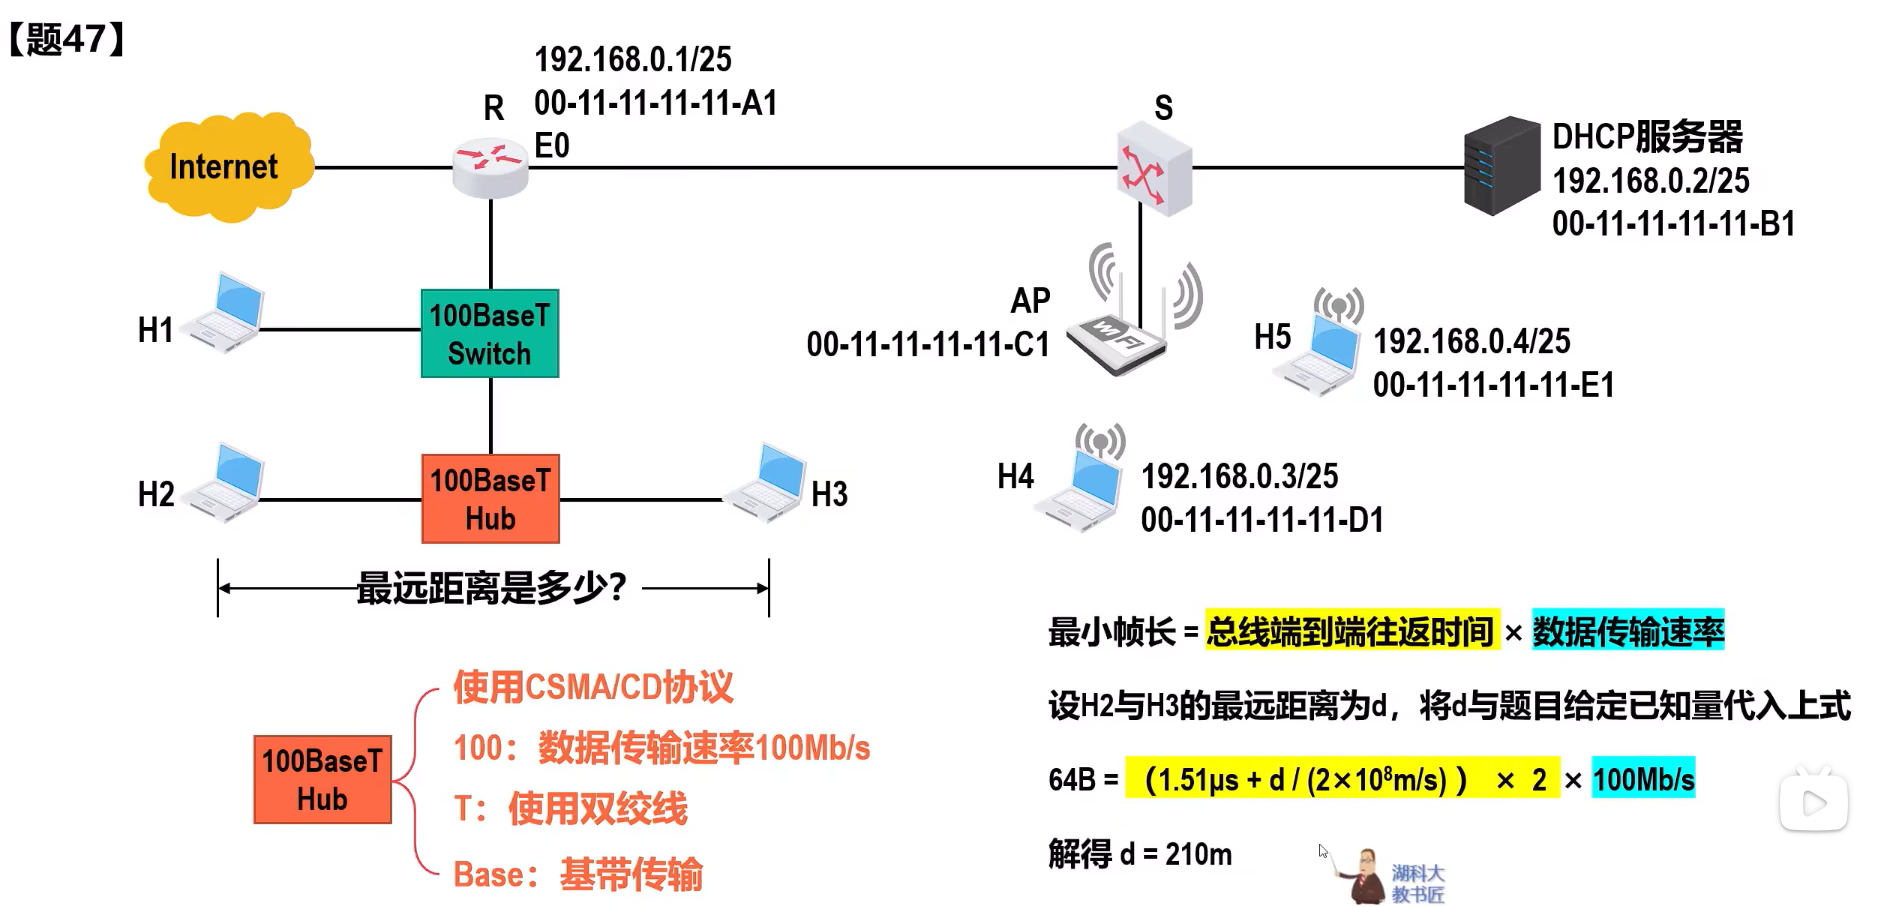 【题47】
192.168.0.1/25
R
00-11-11-11-11-A1
E0
S
Internet
DHCP服务器
192.168.0.2/25
00-11-11-11-11-B1
H1
100BaseT
Switch
AP
00-11-11-11-11-C1
WiFi
H5
192.168.0.4/25
00-11-11-11-11-E1
H2
100BaseT
Hub
H3
H4
192.168.0.3/25
00-11-11-11-11-D1
最远距离是多少?
最小帧长 = 总线端到端往返时间 × 数据传输速率
设H2与H3的最远距离为d，将d与题目给定已知量代入上式
64B = （1.51μs + d / (2×10⁸m/s) ） × 2 × 100Mb/s
解得 d = 210m
100BaseT
Hub
使用CSMA/CD协议
100：数据传输速率100Mb/s
T：使用双绞线
Base：基带传输
湖科大
教书匠